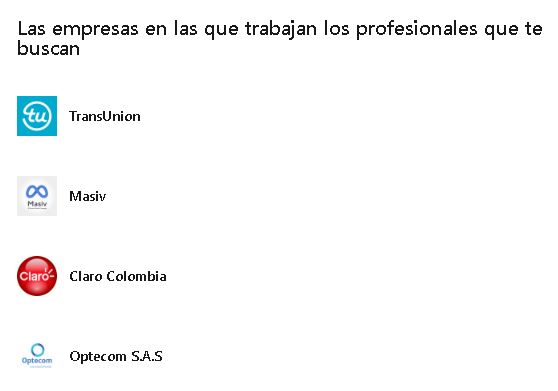 Las empresas en las que trabajan los profesionales que te
buscan
tu
TransUnion
Masiv
Masiv
Claro-
Claro Colombia
Optecom
Optecom S.A.S